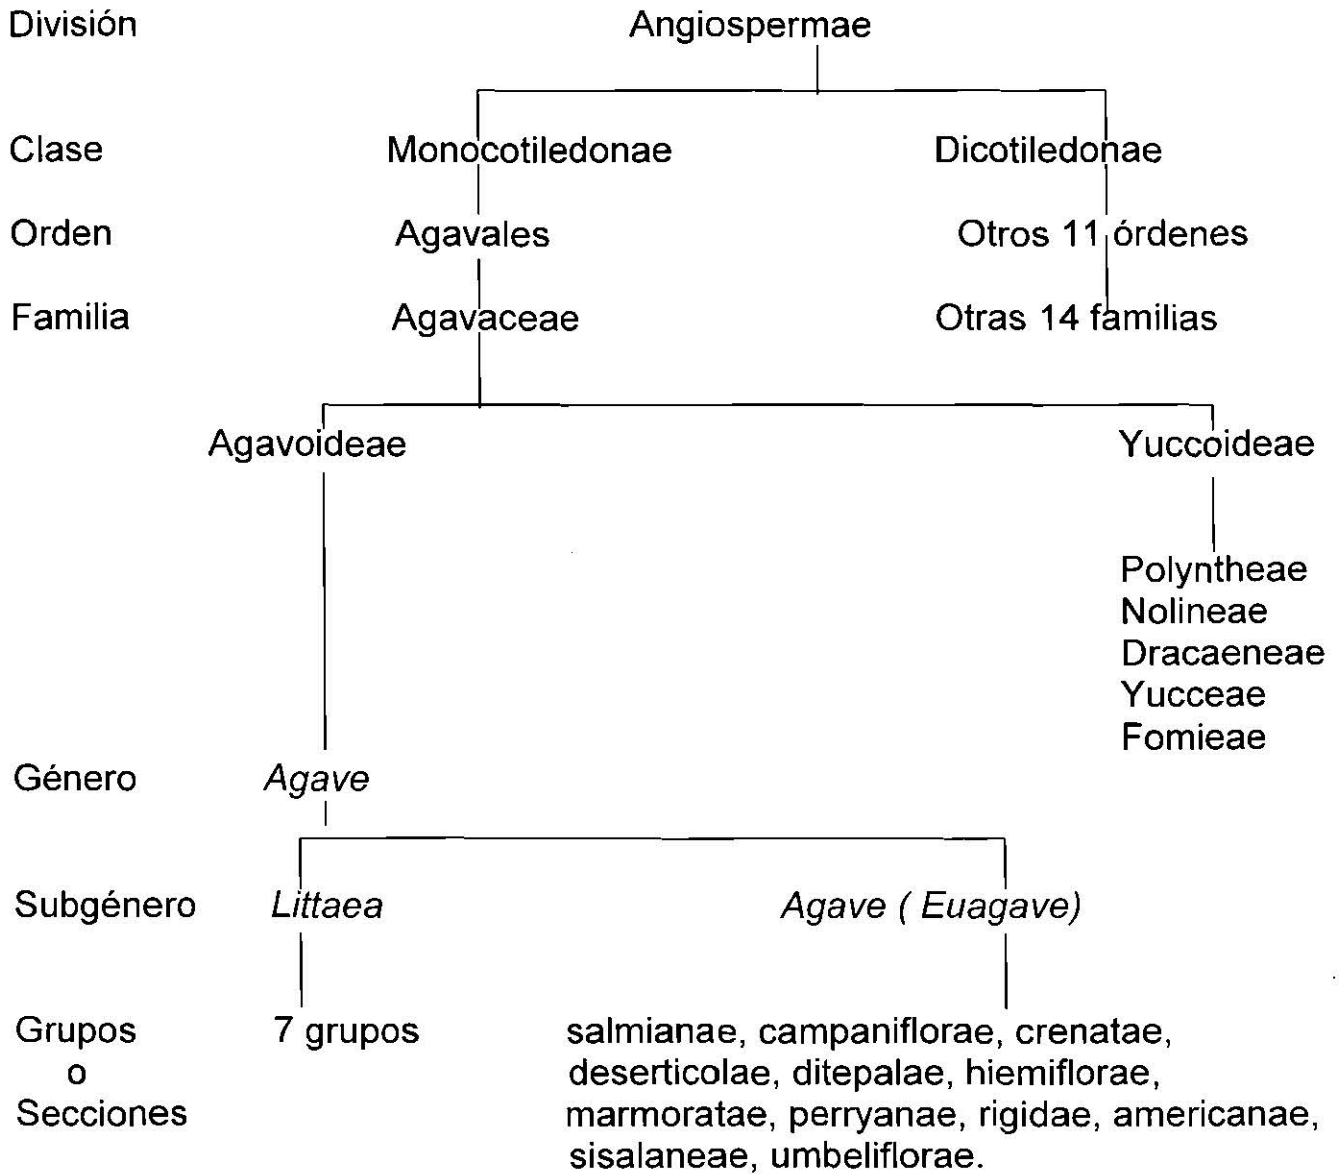 División Angiospermae
Clase Monocotiledonae Dicotiledonae
Orden Agavales Otros 11 órdenes
Familia Agavaceae Otras 14 familias
Agavoideae Yuccoideae
Polyntheae
Nolineae
Dracaeneae
Yucceae
Fomieae
Género Agave
Subgénero Littaea Agave ( Euagave)
Grupos 7 grupos salmianae, campaniflorae, crenatae,
o deserticolae, ditepalae, hiemiflorae,
Secciones marmoratae, perryanae, rigidae, americanae,
sisalaneae, umbeliflorae.